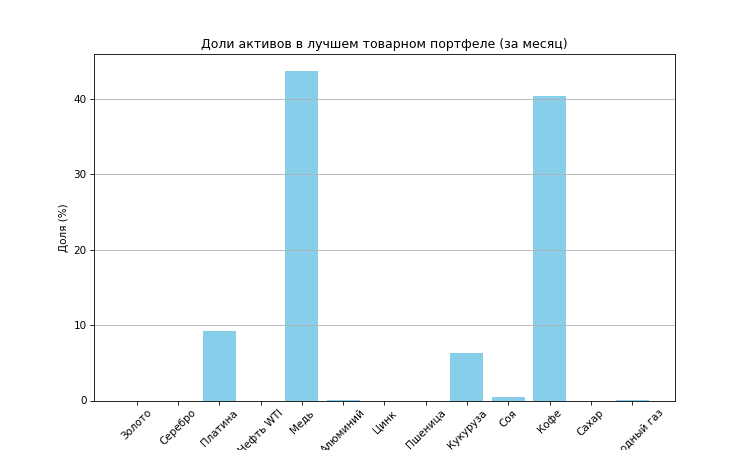 Доли активов в лучшем товарном портфеле (за месяц)
Доля (%)
40
30
20
10
0
Золото
Серебро
Платина
Нефть WTI
Медь
Алюминий
Цинк
Пшеница
Кукуруза
Соя
Кофе
Сахар
газ